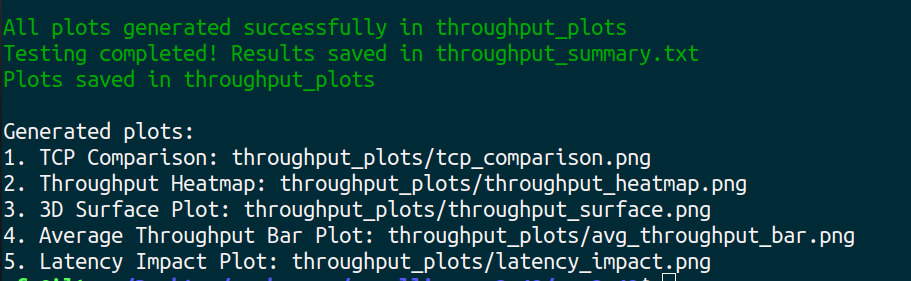 All plots generated successfully in throughput_plots
Testing completed! Results saved in throughput_summary.txt
Plots saved in throughput_plots
Generated plots:
1. TCP Comparison: throughput_plots/tcp_comparison.png
2. Throughput Heatmap: throughput_plots/throughput_heatmap.png
3. 3D Surface Plot: throughput_plots/throughput_surface.png
4. Average Throughput Bar Plot: throughput_plots/avg_throughput_bar.png
5. Latency Impact Plot: throughput_plots/latency_impact.png